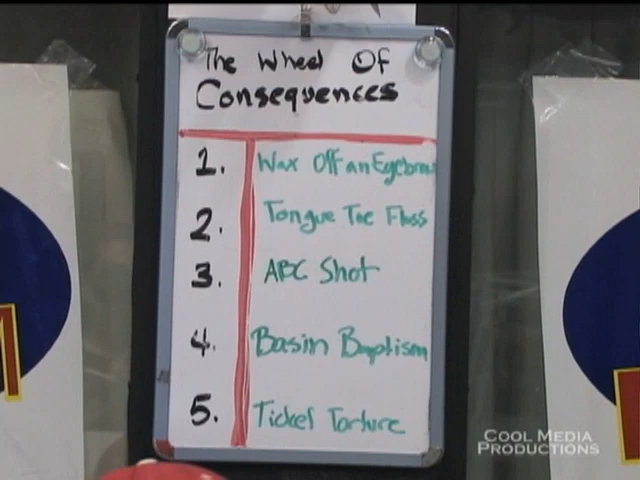 The Wheel Of
Consequences
1. Wax Off an Eyebrow
2. Tongue Toe Floss
3. ABC Shot
4. Basin Baptism
5. Tickel Torture
COOL MEDIA
PRODUCTIONS